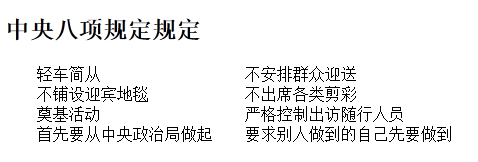 中央八项规定规定
轻车简从 不安排群众迎送
不铺设迎宾地毯 不出席各类剪彩
奠基活动 严格控制出访随行人员
首先要从中央政治局做起 要求别人做到的自己先要做到